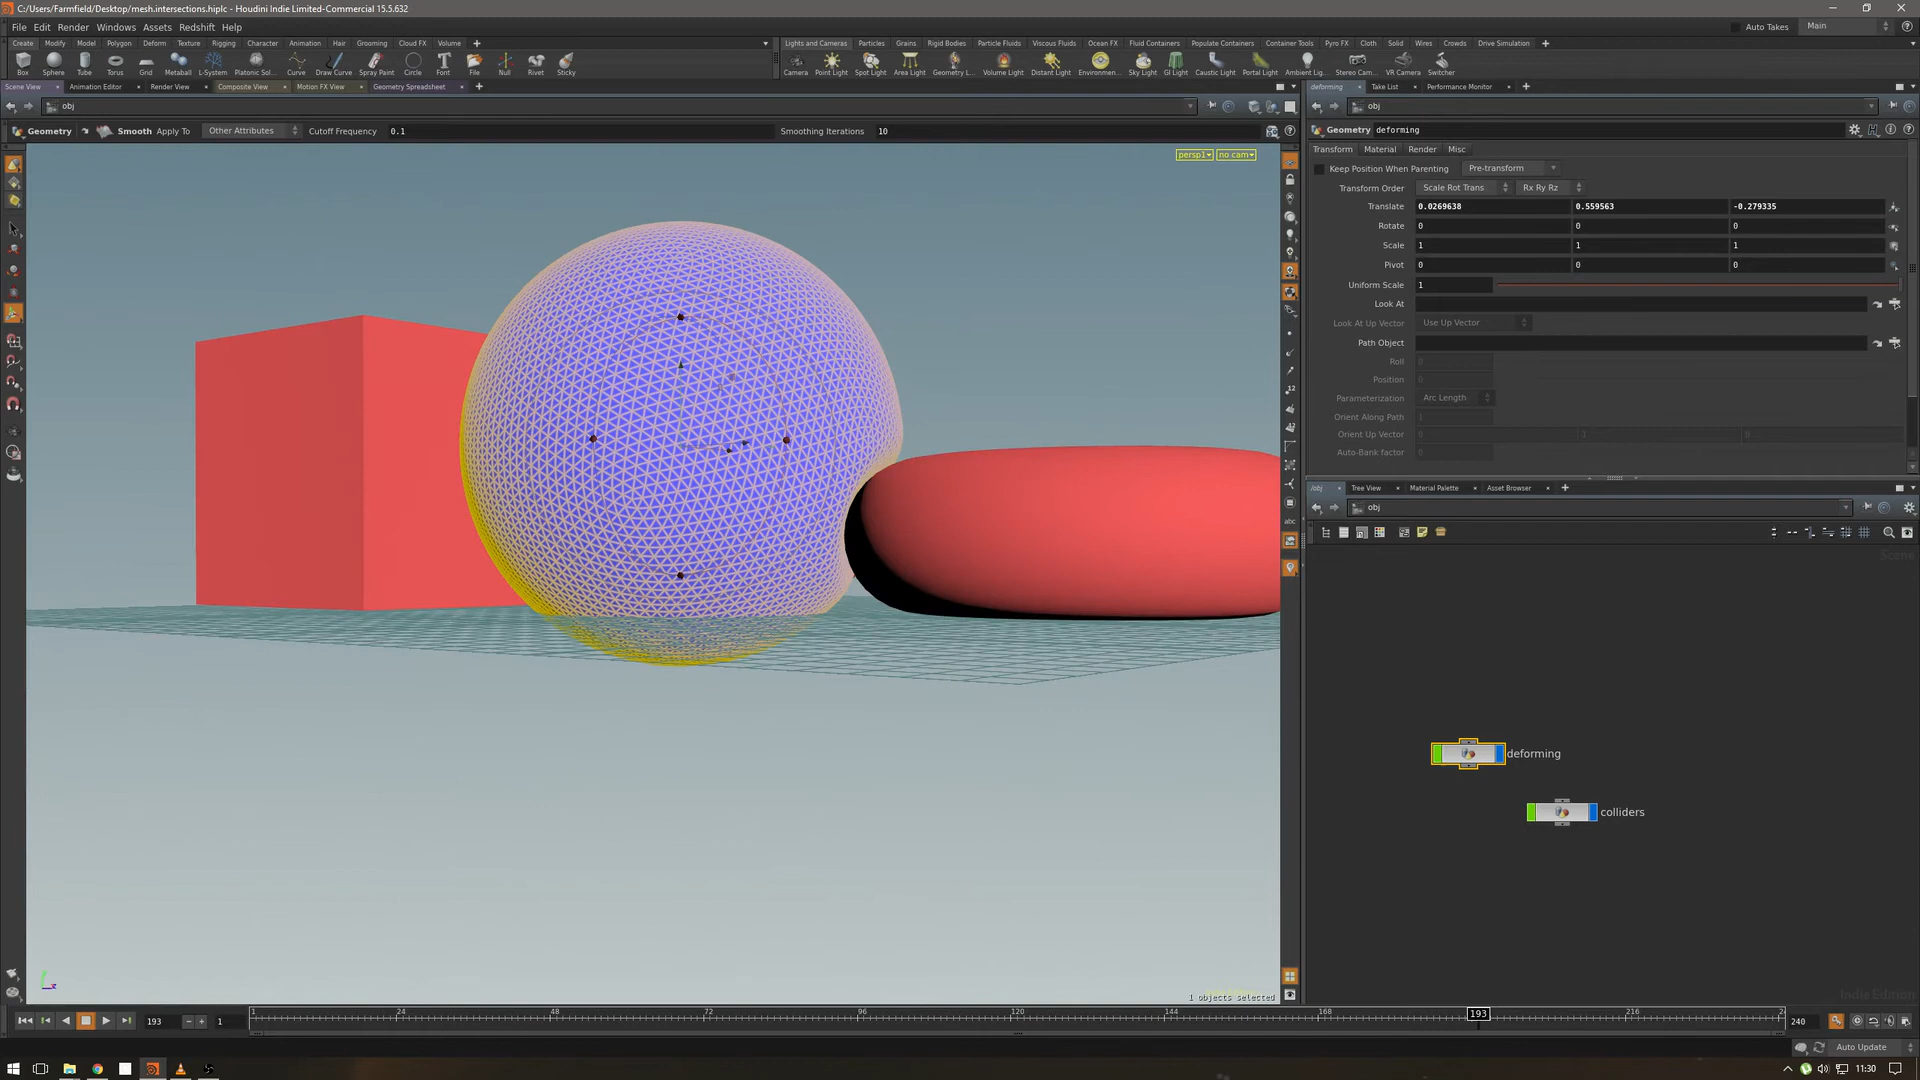 C:/Users/Farmfield/Desktop/mesh.intersections.hiplc - Houdini Indie Limited-Commercial 15.5.632
File Edit Render Windows Assets Redshift Help
Auto Takes Main
Create Modify Model Polygon Deform Texture Rigging Character Animation Hair Grooming Cloud FX Volume
Lights and Cameras Particles Grains Rigid Bodies Particle Fluids Viscous Fluids Ocean FX Fluid Containers Populate Containers Container Tools Pyro FX Cloth Solid Wires Crowds Drive Simulation
Box Sphere Tube Torus Grid Metaball L-System Platonic Sol... Curve Draw Curve Spray Paint Circle Font File Null Rivet Sticky
Camera Point Light Spot Light Area Light Geometry L... Volume Light Distant Light Environmen... Sky Light GI Light Caustic Light Portal Light Ambient Lig... Stereo Cam... VR Camera Switcher
Scene View Animation Editor Render View Composite View Motion FX View Geometry Spreadsheet
deforming Take List Performance Monitor
obj
obj
Geometry Smooth Apply To Other Attributes Cutoff Frequency 0.1 Smoothing Iterations 10
Geometry deforming
persp1 no cam
Transform Material Render Misc
Keep Position When Parenting Pre-transform
Transform Order Scale Rot Trans Rx Ry Rz
Translate 0.0269638 0.559563 -0.279335
Rotate 0 0 0
Scale 1 1 1
Pivot 0 0 0
Uniform Scale 1
Look At
Look At Up Vector Use Up Vector
Path Object
Roll 0
Position 0
Parameterization Arc Length
Orient Along Path 1
Orient Up Vector 0 1 0
Auto-Bank factor 0
/obj Tree View Material Palette Asset Browser
obj
Scene
deforming
colliders
Indie Edition
1 objects selected
193 1
1 24 48 72 96 120 144 168 193 216
240
Auto Update
11:30